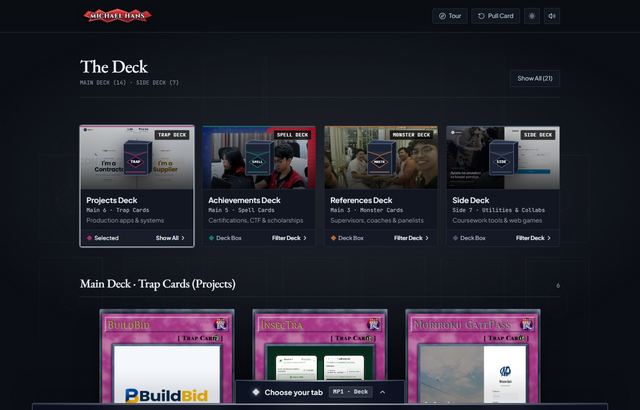 MICHAEL HANS
Tour
Pull Card
The Deck
MAIN DECK (14) · SIDE DECK (7)
Show All (21)
TRAP DECK
I'm a
Contractor
I'm a
Supplier
TRAP
Projects Deck
Main 6 · Trap Cards
Production apps & systems
Selected
Show All
SPELL DECK
SPELL
Achievements Deck
Main 5 · Spell Cards
Certifications, CTF & scholarships
Deck Box
Filter Deck
MONSTER DECK
References Deck
Main 3 · Monster Cards
Supervisors, coaches & panelists
Deck Box
Filter Deck
SIDE DECK
SIDE
Side Deck
Side 7 · Utilities & Collabs
Coursework tools & web games
Deck Box
Filter Deck
Main Deck · Trap Cards (Projects)
6
BUILDBID
[ TRAP CARD
BuildBid
INSECTRA
[ TRAP CARD
MORIROKU GATEPASS
[ TRAP CARD
Choose your tab
MP1 · Deck